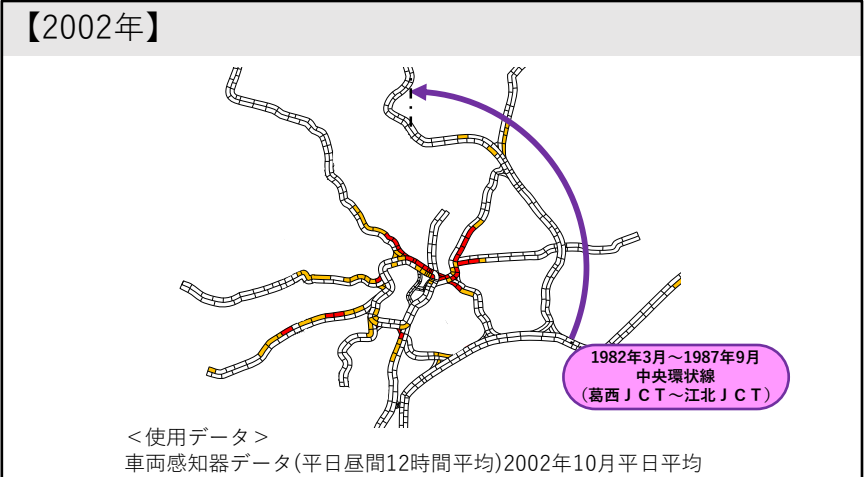 【2002年】
1982年3月～1987年9月
中央環状線
（葛西ＪＣＴ～江北ＪＣＴ）
＜使用データ＞
車両感知器データ(平日昼間12時間平均)2002年10月平日平均